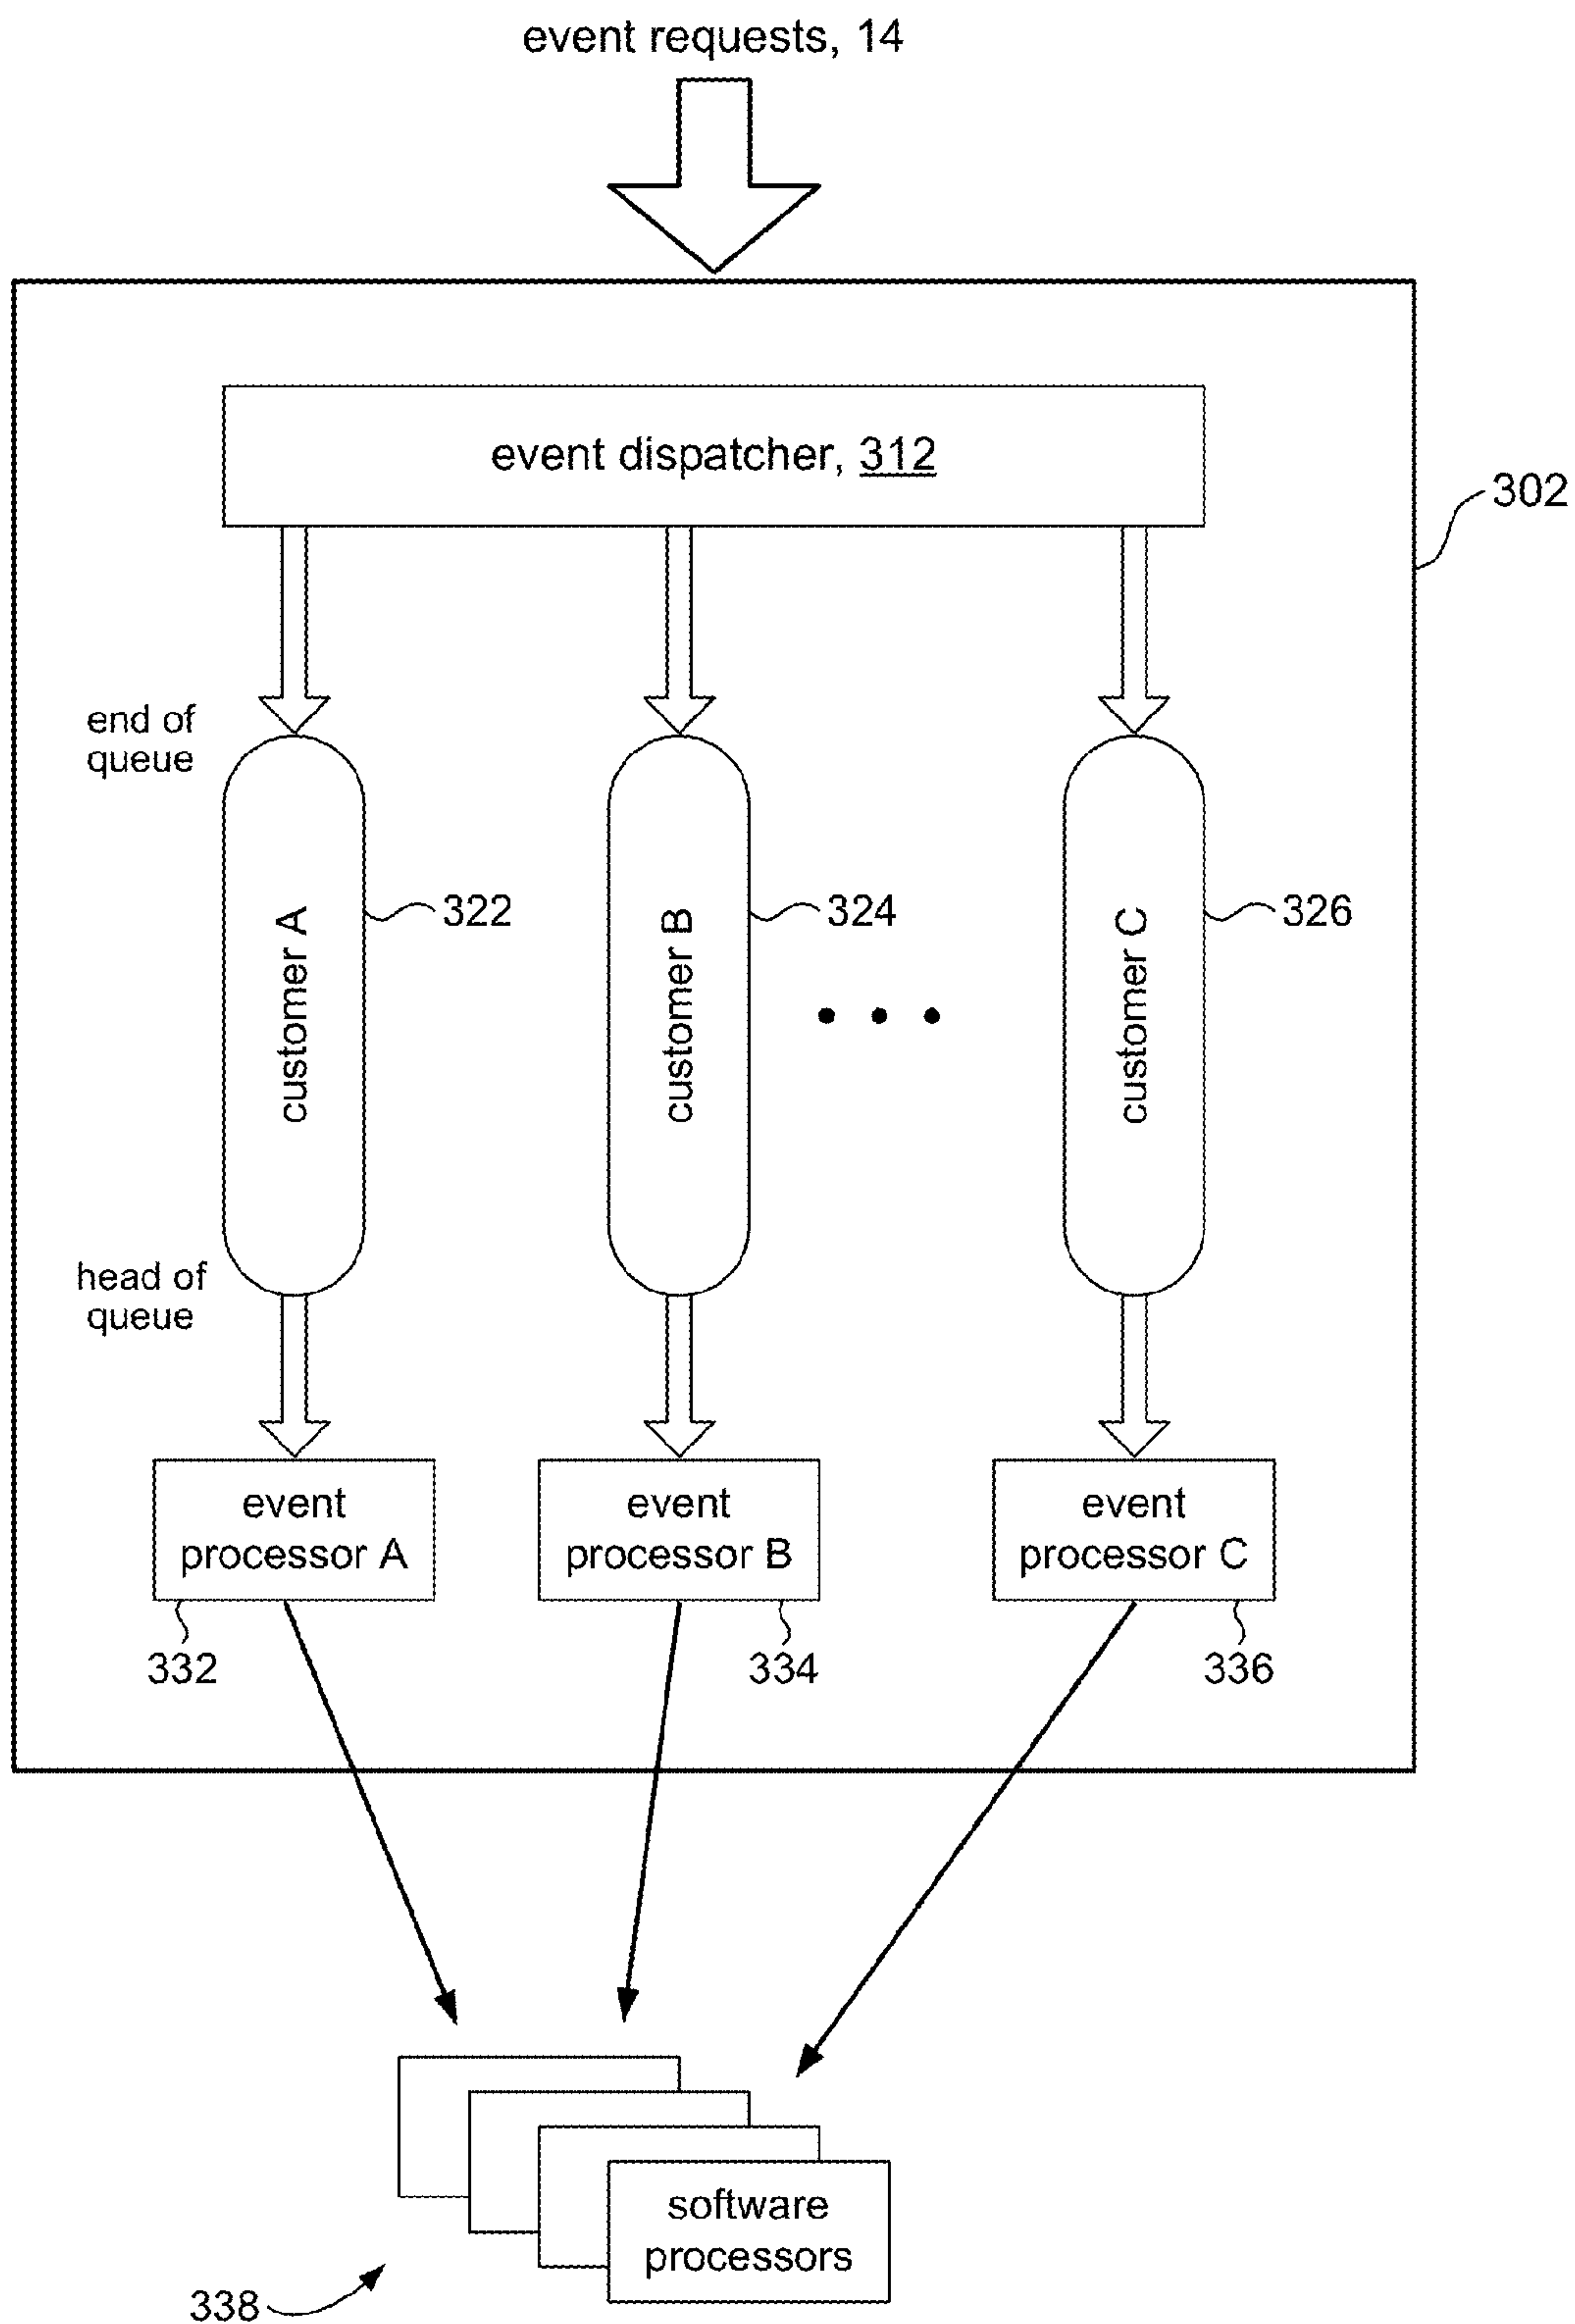 event requests, 14
event dispatcher, 312
302
end of
queue
customer A
322
customer B
324
customer C
326
head of
queue
event
processor A
event
processor B
event
processor C
332
334
336
software
processors
338